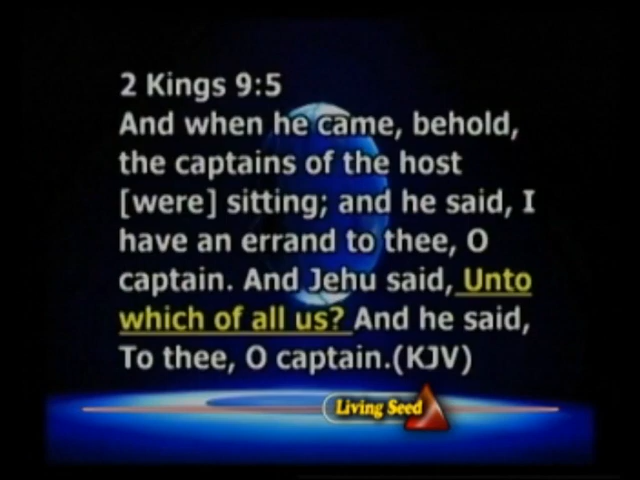 2 Kings 9:5
And when he came, behold,
the captains of the host
[were] sitting; and he said, I
have an errand to thee, O
captain. And Jehu said, Unto
which of all us? And he said,
To thee, O captain.(KJV)
Living Seed